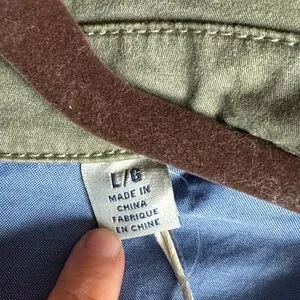 L/G
MADE IN
CHINA
FABRIQUE
EN CHINE